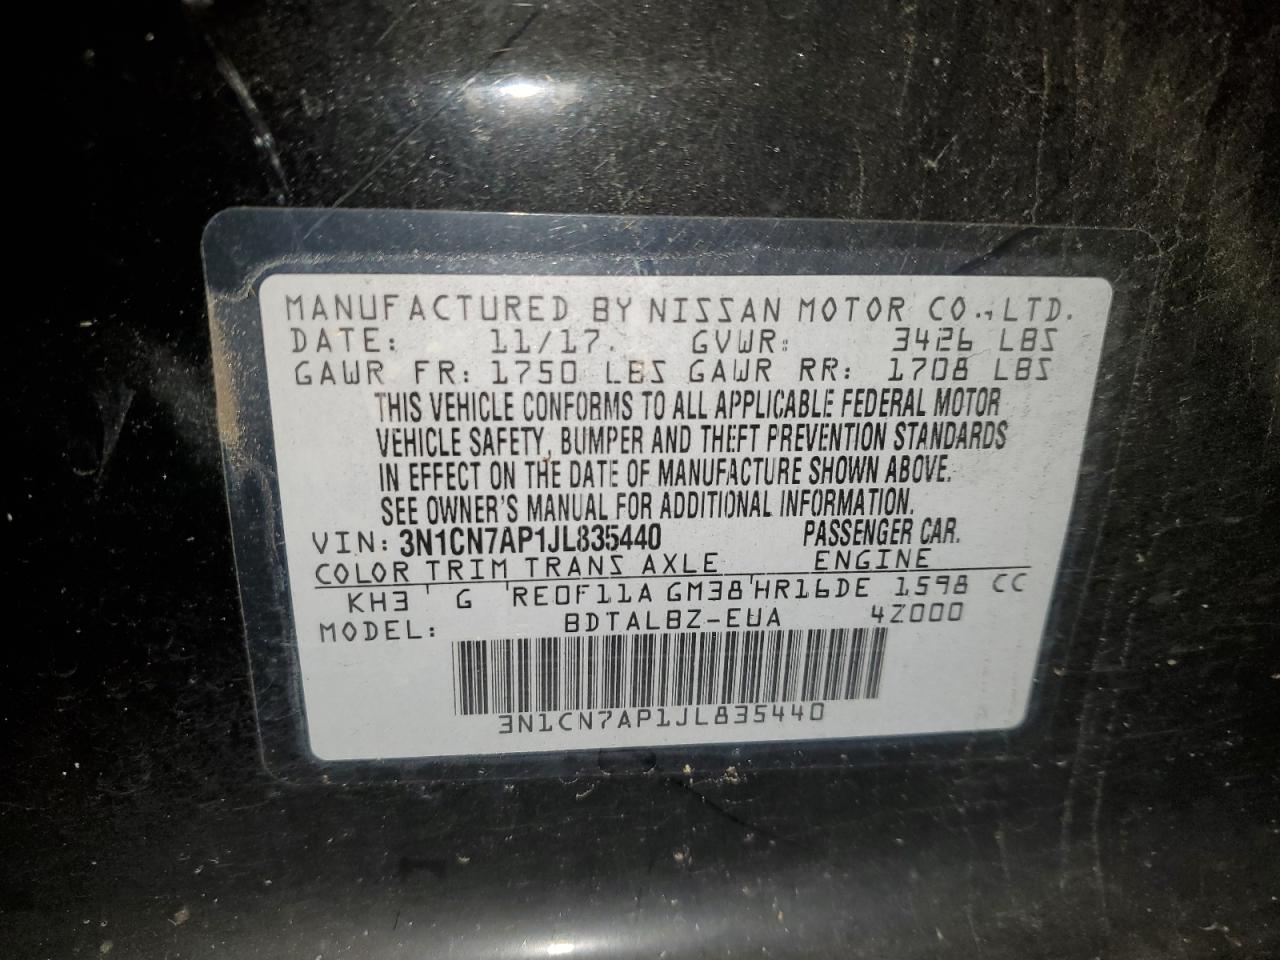 MANUFACTURED BY NISSAN MOTOR CO., LTD.
DATE: 11/17. GVWR: 3426 LBS
GAWR FR: 1750 LBS GAWR RR: 1708 LBS
THIS VEHICLE CONFORMS TO ALL APPLICABLE FEDERAL MOTOR
VEHICLE SAFETY, BUMPER AND THEFT PREVENTION STANDARDS
IN EFFECT ON THE DATE OF MANUFACTURE SHOWN ABOVE.
SEE OWNER'S MANUAL FOR ADDITIONAL INFORMATION.
VIN: 3N1CN7AP1JL835440 PASSENGER CAR.
COLOR TRIM TRANS AXLE ENGINE
KH3 ' G 'RE0F11A GM38'HR16DE 1598 CC
MODEL: BDTALBZ-EUA 4Z000
3N1CN7AP1JL835440